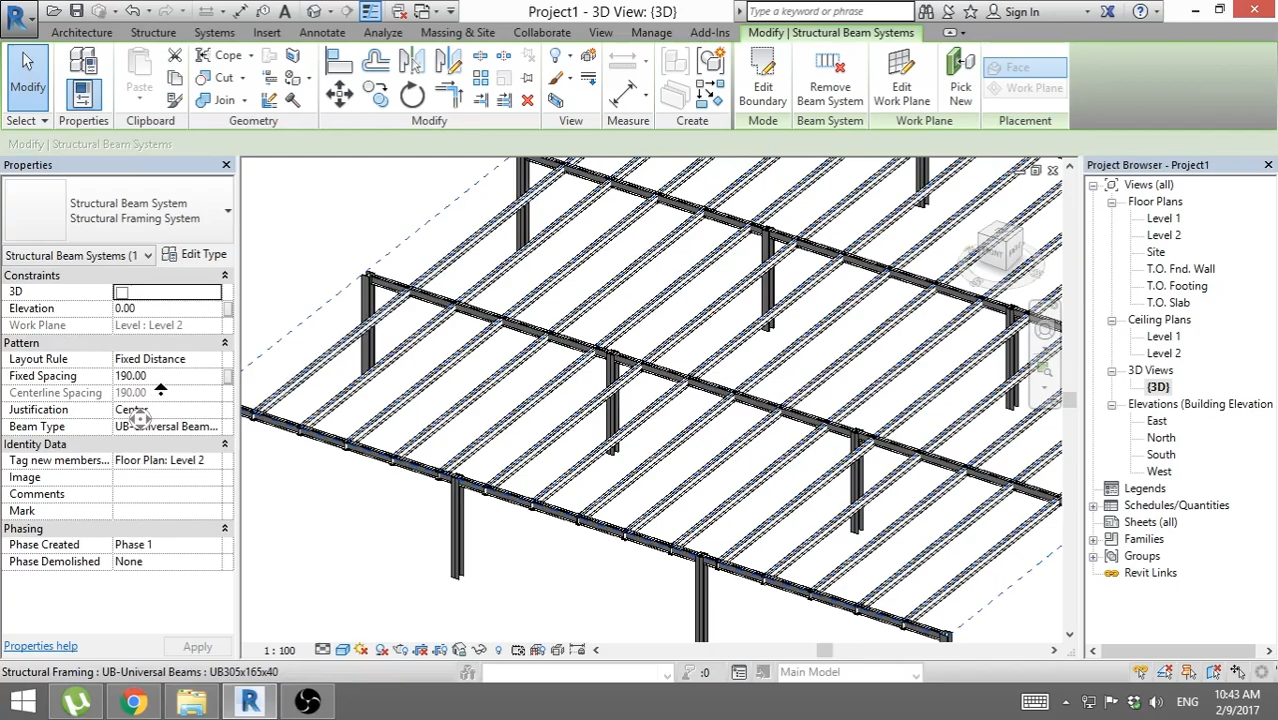 Project1 - 3D View: {3D}
Type a keyword or phrase
Sign In
Architecture
Structure
Systems
Insert
Annotate
Analyze
Massing & Site
Collaborate
View
Manage
Add-Ins
Modify | Structural Beam Systems
Modify
Select
Properties
Paste
Clipboard
Cope
Cut
Join
Geometry
Modify
View
Measure
Create
Edit
Boundary
Mode
Remove
Beam System
Beam System
Edit
Work Plane
Pick
New
Work Plane
Face
Work Plane
Placement
Modify | Structural Beam Systems
Properties
Structural Beam System
Structural Framing System
Structural Beam Systems (1
Edit Type
Constraints
3D
Elevation 0.00
Work Plane Level : Level 2
Pattern
Layout Rule Fixed Distance
Fixed Spacing 190.00
Centerline Spacing 190.00
Justification Center
Beam Type UB-Universal Beam...
Identity Data
Tag new members... Floor Plan: Level 2
Image
Comments
Mark
Phasing
Phase Created Phase 1
Phase Demolished None
Properties help
Apply
FRONT
Project Browser - Project1
Views (all)
Floor Plans
Level 1
Level 2
Site
T.O. Fnd. Wall
T.O. Footing
T.O. Slab
Ceiling Plans
Level 1
Level 2
3D Views
{3D}
Elevations (Building Elevation
East
North
South
West
Legends
Schedules/Quantities
Sheets (all)
Families
Groups
Revit Links
1 : 100
Structural Framing : UB-Universal Beams : UB305x165x40
:0
Main Model
:0
ENG
10:43 AM
2/9/2017